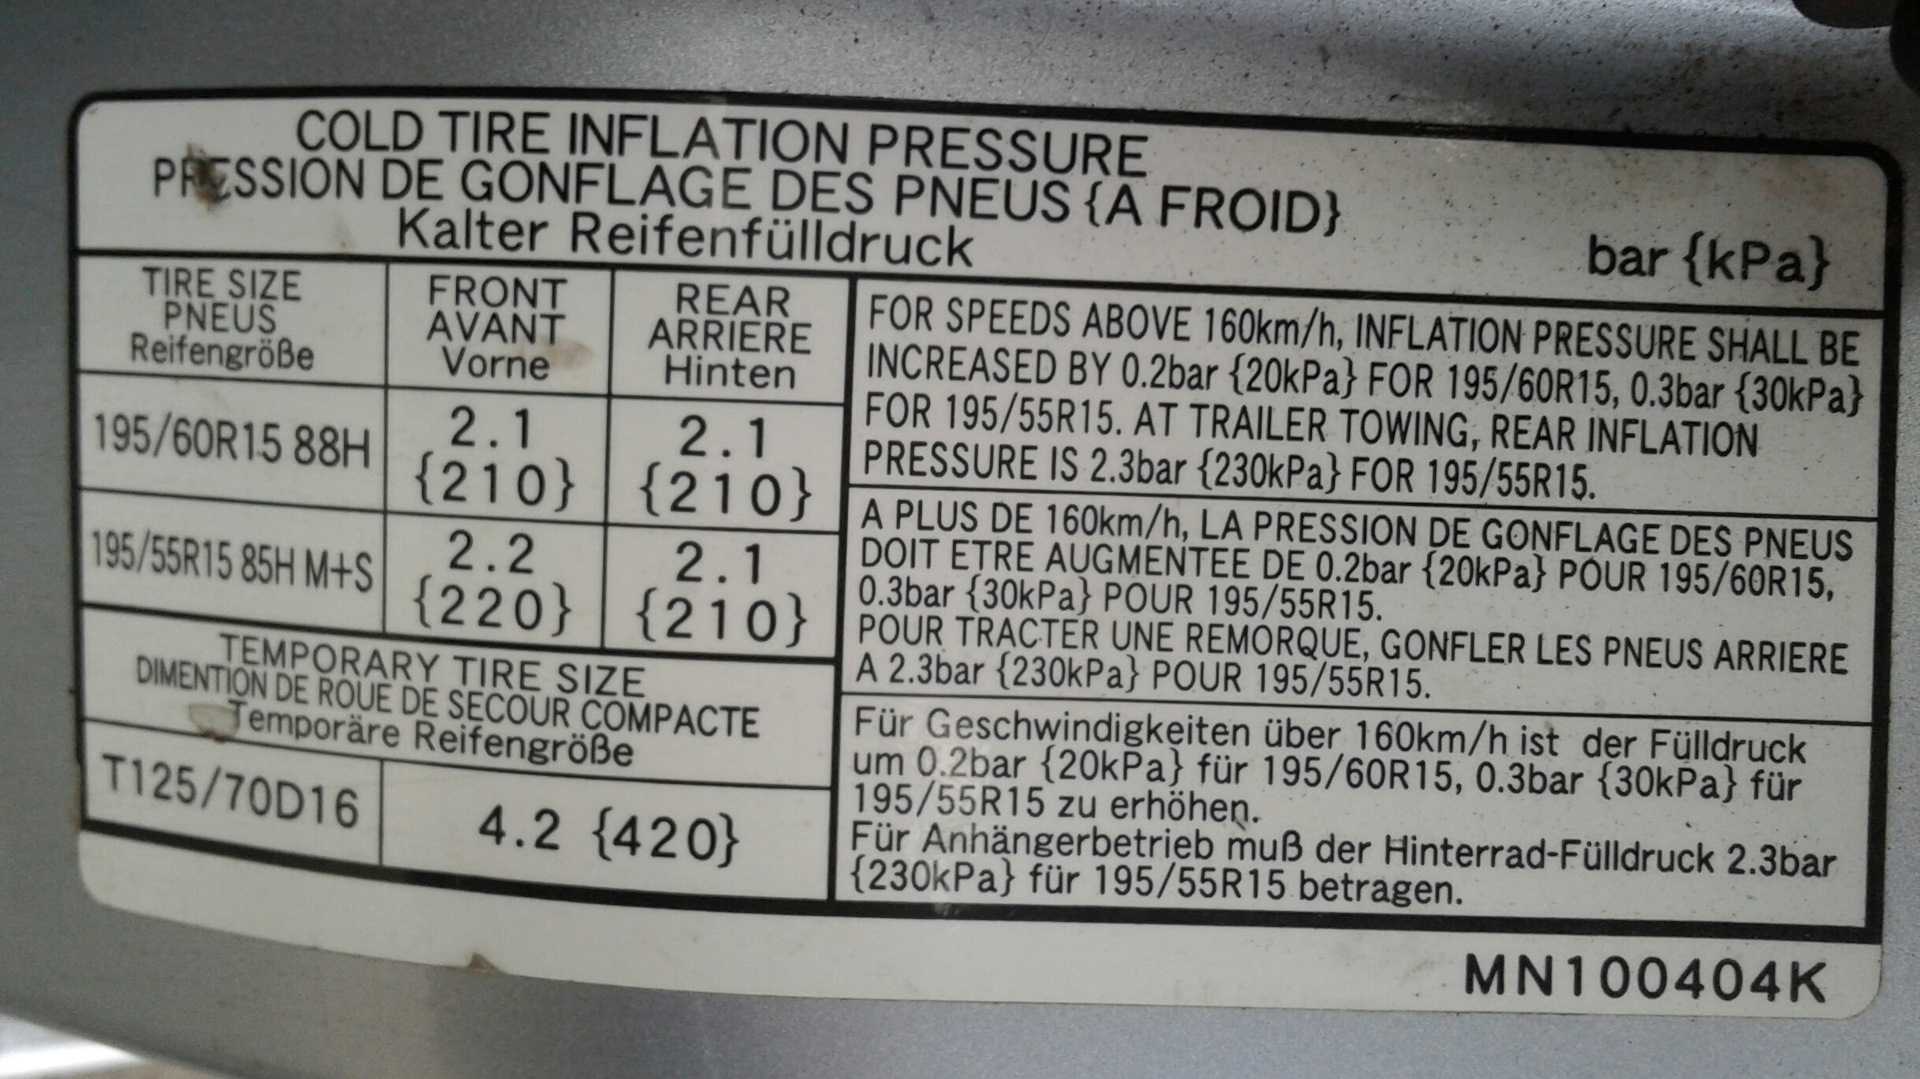 COLD TIRE INFLATION PRESSURE
PRESSION DE GONFLAGE DES PNEUS {A FROID}
Kalter Reifenfülldruck
bar {kPa}
TIRE SIZE
PNEUS
Reifengröße
FRONT
AVANT
Vorne
REAR
ARRIERE
Hinten
195/60R15 88H
2.1
{210}
2.1
{210}
195/55R15 85H M+S
2.2
{220}
2.1
{210}
TEMPORARY TIRE SIZE
DIMENTION DE ROUE DE SECOUR COMPACTE
Temporäre Reifengröße
T125/70D16
4.2 {420}
FOR SPEEDS ABOVE 160km/h, INFLATION PRESSURE SHALL BE
INCREASED BY 0.2bar {20kPa} FOR 195/60R15, 0.3bar {30kPa}
FOR 195/55R15. AT TRAILER TOWING, REAR INFLATION
PRESSURE IS 2.3bar {230kPa} FOR 195/55R15.
A PLUS DE 160km/h, LA PRESSION DE GONFLAGE DES PNEUS
DOIT ETRE AUGMENTEE DE 0.2bar {20kPa} POUR 195/60R15,
0.3bar {30kPa} POUR 195/55R15.
POUR TRACTER UNE REMORQUE, GONFLER LES PNEUS ARRIERE
A 2.3bar {230kPa} POUR 195/55R15.
Für Geschwindigkeiten über 160km/h ist der Fülldruck
um 0.2bar {20kPa} für 195/60R15, 0.3bar {30kPa} für
195/55R15 zu erhöhen.
Für Anhängerbetrieb muß der Hinterrad-Fülldruck 2.3bar
{230kPa} für 195/55R15 betragen.
MN100404K